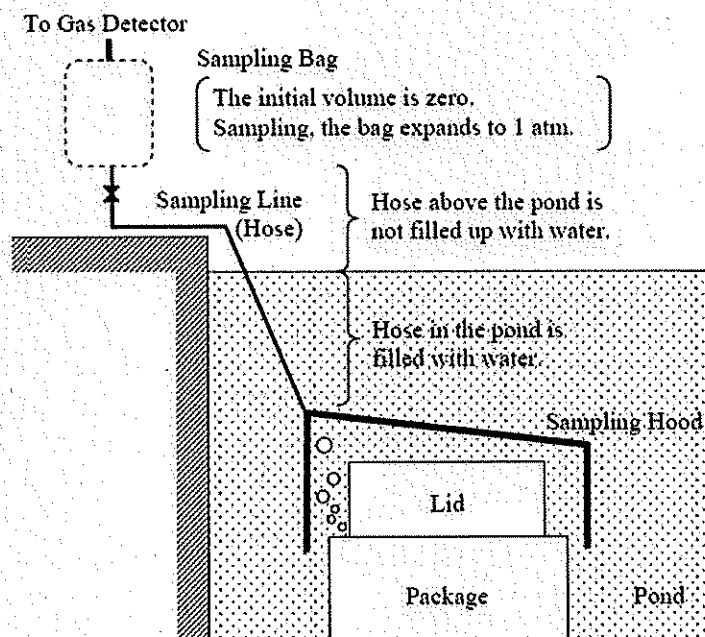 To Gas Detector
Sampling Bag
The initial volume is zero.
Sampling, the bag expands to 1 atm.
Sampling Line
(Hose)
Hose above the pond is
not filled up with water.
Hose in the pond is
filled with water.
Sampling Hood
Lid
Package
Pond